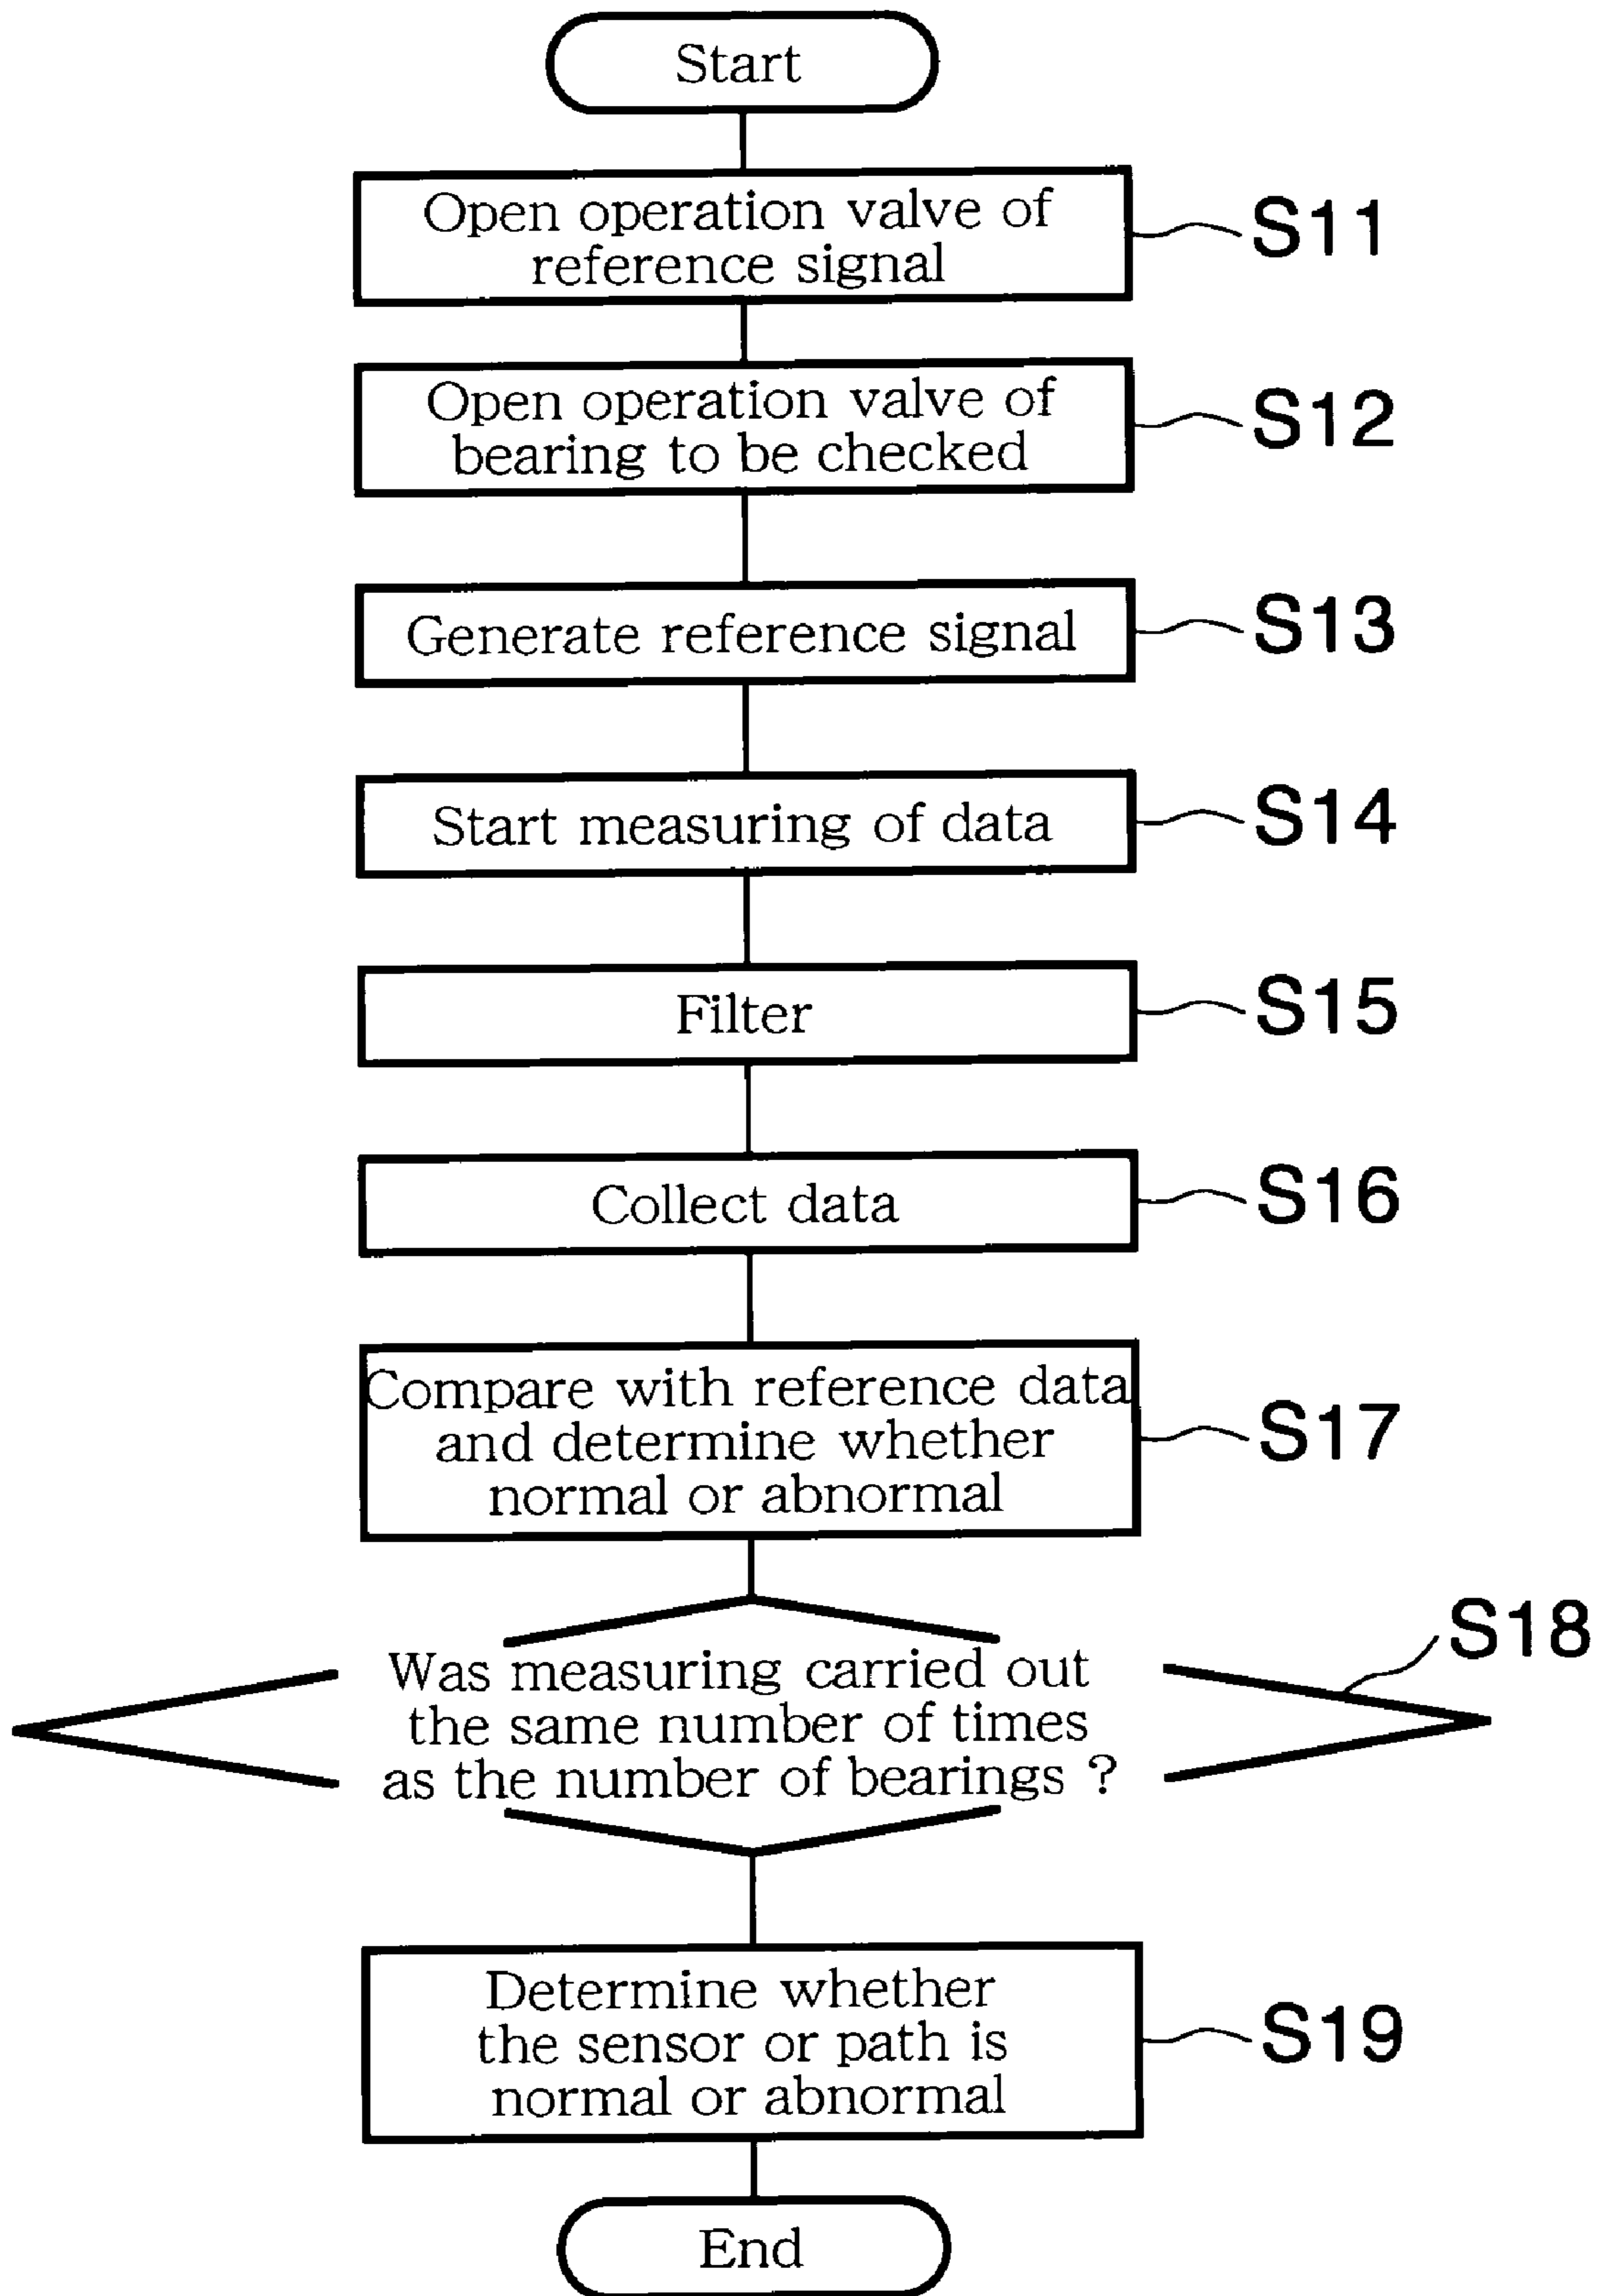 Start
Open operation valve of
reference signal
S11
Open operation valve of
bearing to be checked
S12
Generate reference signal
S13
Start measuring of data
S14
Filter
S15
Collect data
S16
Compare with reference data
and determine whether
normal or abnormal
S17
Was measuring carried out
the same number of times
as the number of bearings ?
S18
Determine whether
the sensor or path is
normal or abnormal
S19
End